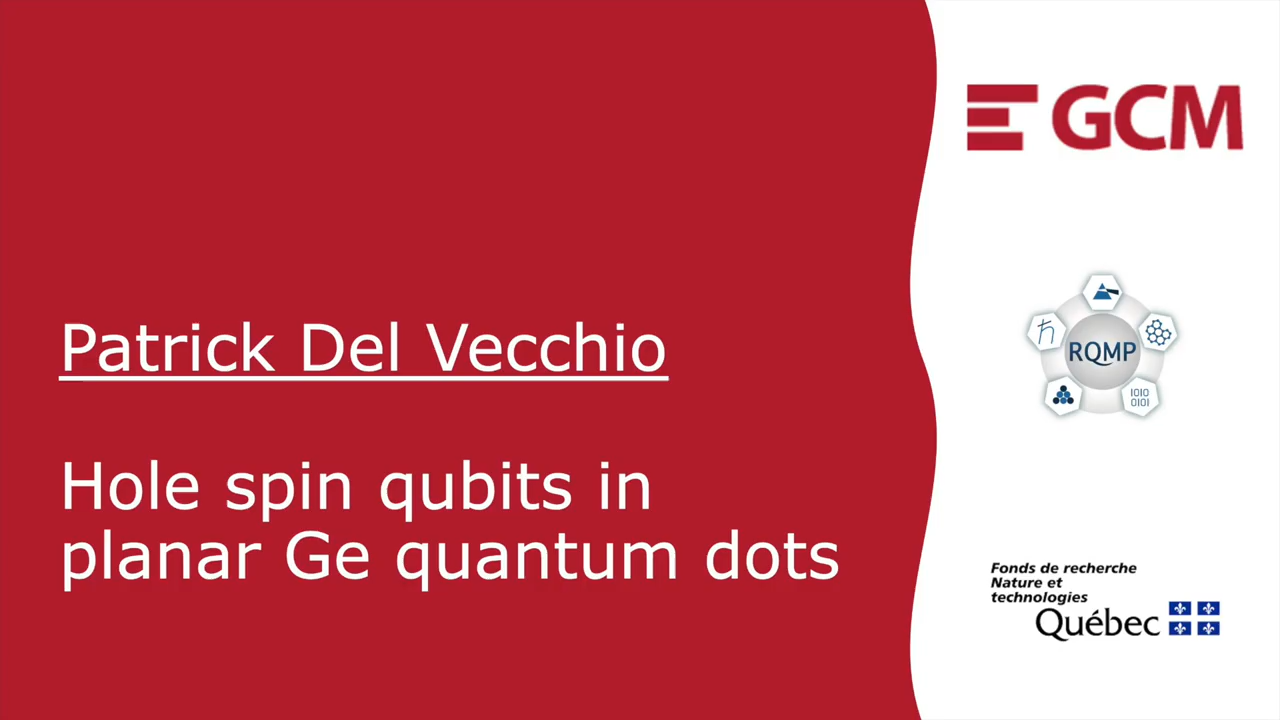 Patrick Del Vecchio
Hole spin qubits in
planar Ge quantum dots
GCM
ħ
RQMP
1010
0101
Fonds de recherche
Nature et
technologies
Québec